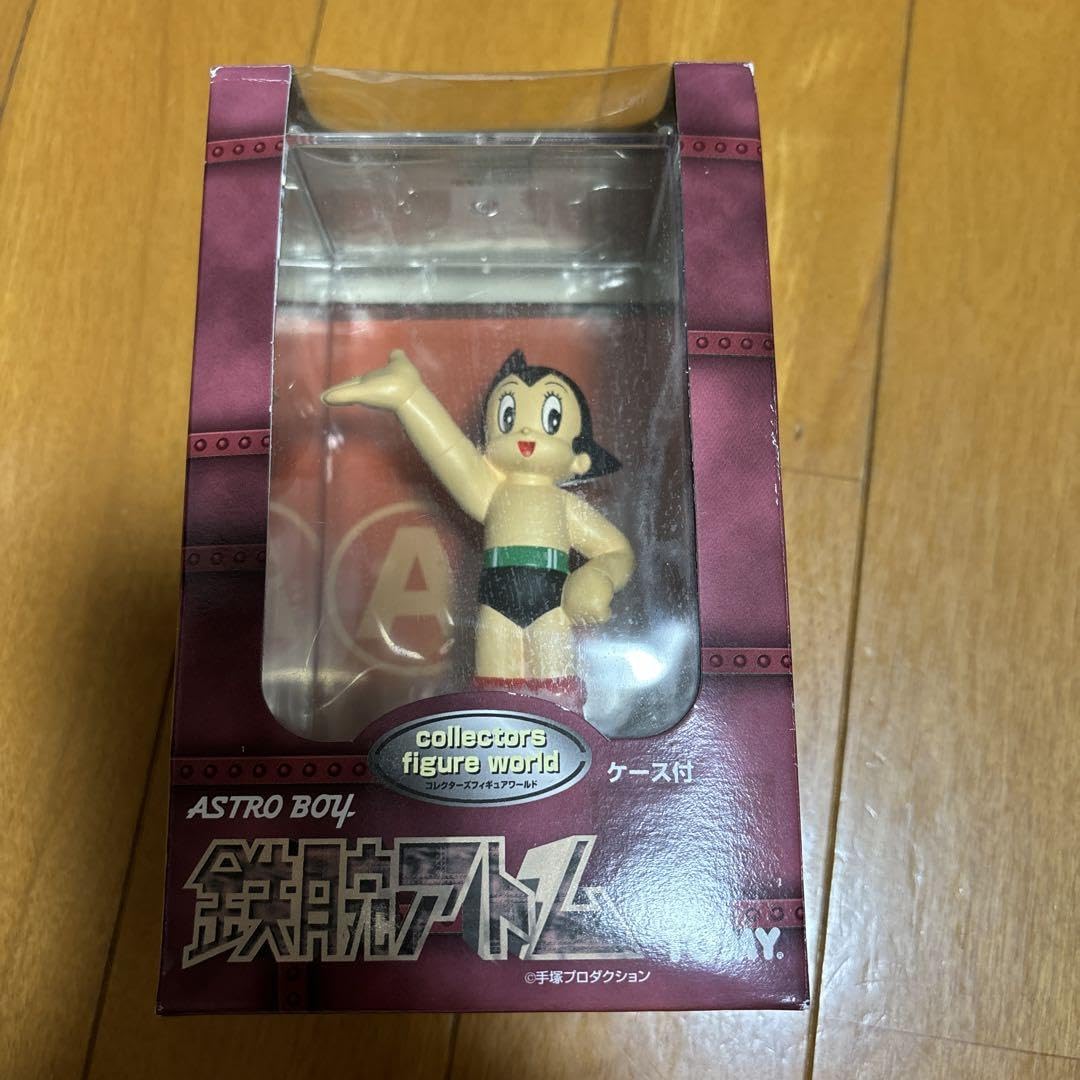 A
collectors
figure world
コレクターズフィギュアワールド
ケース付
ASTRO BOY
鉄腕アトム
©手塚プロダクション